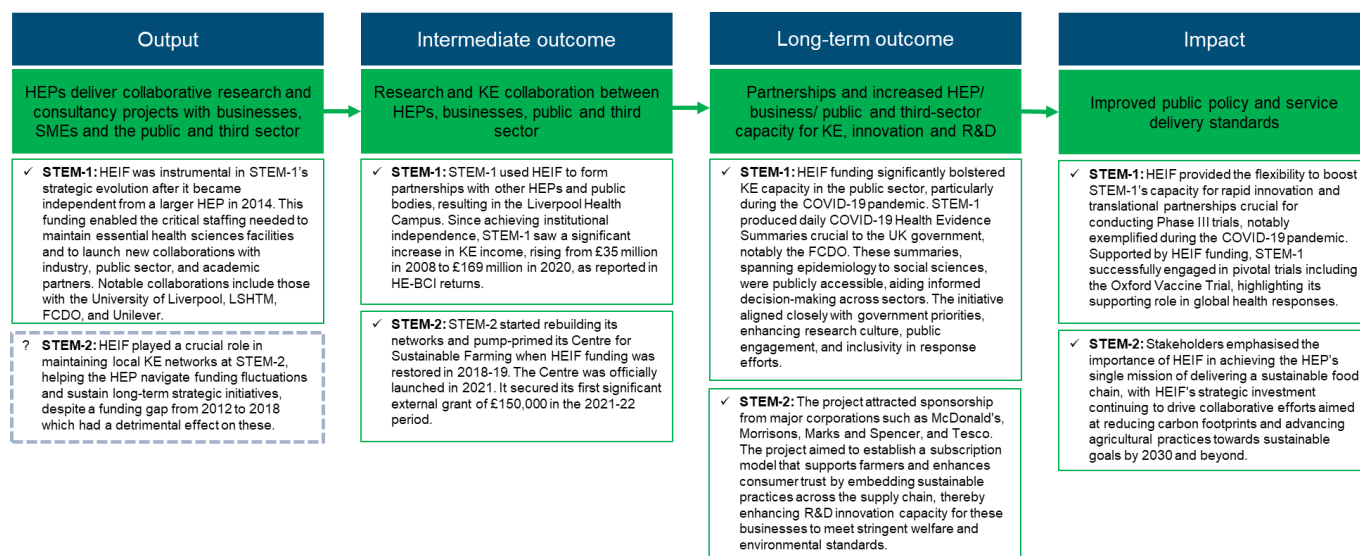 Output
HEPs deliver collaborative research and
consultancy projects with businesses,
SMEs and the public and third sector
✓ STEM-1: HEIF was instrumental in STEM-1's
strategic evolution after it became
independent from a larger HEP in 2014. This
funding enabled the critical staffing needed to
maintain essential health sciences facilities
and to launch new collaborations with
industry, public sector, and academic
partners. Notable collaborations include those
with the University of Liverpool, LSHTM,
FCDO, and Unilever.
? STEM-2: HEIF played a crucial role in
maintaining local KE networks at STEM-2,
helping the HEP navigate funding fluctuations
and sustain long-term strategic initiatives,
despite a funding gap from 2012 to 2018
which had a detrimental effect on these.
Intermediate outcome
Research and KE collaboration between
HEPs, businesses, public and third
sector
✓ STEM-1: STEM-1 used HEIF to form
partnerships with other HEPs and public
bodies, resulting in the Liverpool Health
Campus. Since achieving institutional
independence, STEM-1 saw a significant
increase in KE income, rising from £35 million
in 2008 to £169 million in 2020, as reported in
HE-BCI returns.
✓ STEM-2: STEM-2 started rebuilding its
networks and pump-primed its Centre for
Sustainable Farming when HEIF funding was
restored in 2018-19. The Centre was officially
launched in 2021. It secured its first significant
external grant of £150,000 in the 2021-22
period.
Long-term outcome
Partnerships and increased HEP/
business/ public and third-sector
capacity for KE, innovation and R&D
✓ STEM-1: HEIF funding significantly bolstered
KE capacity in the public sector, particularly
during the COVID-19 pandemic. STEM-1
produced daily COVID-19 Health Evidence
Summaries crucial to the UK government,
notably the FCDO. These summaries,
spanning epidemiology to social sciences,
were publicly accessible, aiding informed
decision-making across sectors. The initiative
aligned closely with government priorities,
enhancing research culture, public
engagement, and inclusivity in response
efforts.
✓ STEM-2: The project attracted sponsorship
from major corporations such as McDonald's,
Morrisons, Marks and Spencer, and Tesco.
The project aimed to establish a subscription
model that supports farmers and enhances
consumer trust by embedding sustainable
practices across the supply chain, thereby
enhancing R&D innovation capacity for these
businesses to meet stringent welfare and
environmental standards.
Impact
Improved public policy and service
delivery standards
✓ STEM-1: HEIF provided the flexibility to boost
STEM-1's capacity for rapid innovation and
translational partnerships crucial for
conducting Phase III trials, notably
exemplified during the COVID-19 pandemic.
Supported by HEIF funding, STEM-1
successfully engaged in pivotal trials including
the Oxford Vaccine Trial, highlighting its
supporting role in global health responses.
✓ STEM-2: Stakeholders emphasised the
importance of HEIF in achieving the HEP's
single mission of delivering a sustainable food
chain, with HEIF's strategic investment
continuing to drive collaborative efforts aimed
at reducing carbon footprints and advancing
agricultural practices towards sustainable
goals by 2030 and beyond.